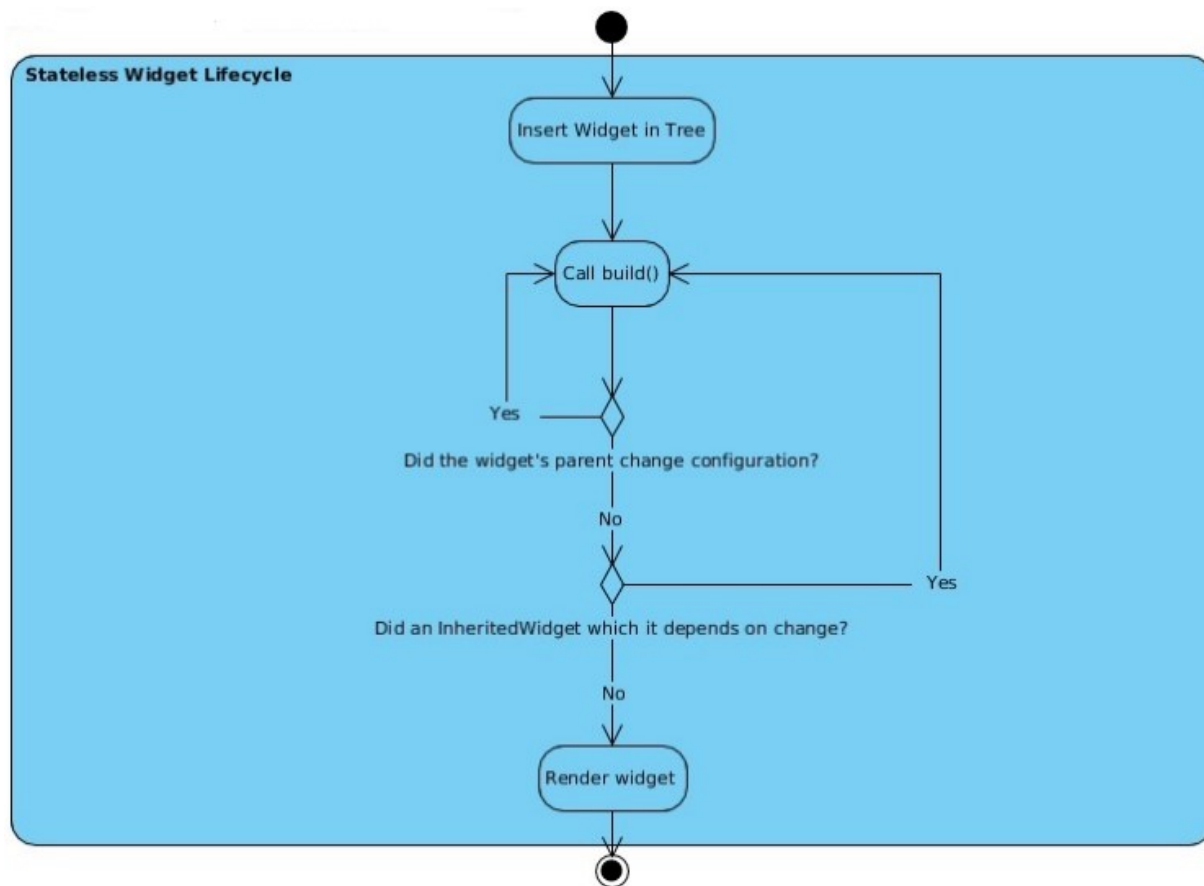 Stateless Widget Lifecycle
Insert Widget in Tree
Call build()
Yes
Did the widget's parent change configuration?
No
Yes
Did an InheritedWidget which it depends on change?
No
Render widget